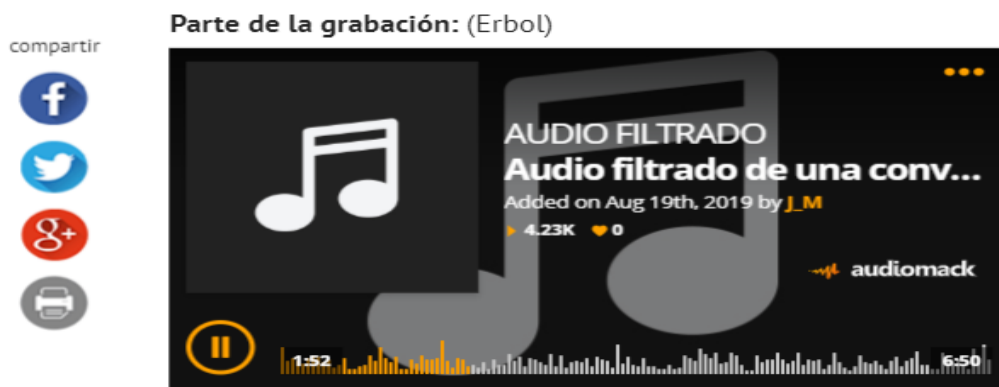 Parte de la grabación: (Erbol)
compartir
f
g+
AUDIO FILTRADO
Audio filtrado de una conv...
Added on Aug 19th, 2019 by J_M
4.23K 0
audiomack
1:52 6:50